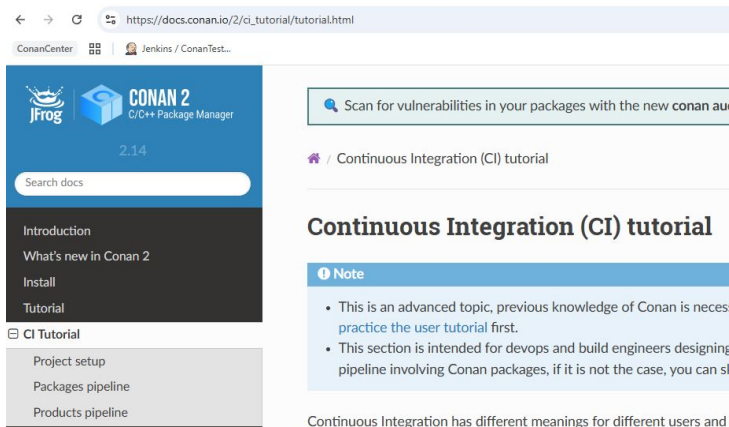 https://docs.conan.io/2/ci_tutorial/tutorial.html
ConanCenter
Jenkins / ConanTest...
JFrog
CONAN 2
C/C++ Package Manager
2.14
Search docs
Introduction
What's new in Conan 2
Install
Tutorial
CI Tutorial
Project setup
Packages pipeline
Products pipeline
Scan for vulnerabilities in your packages with the new conan au
/ Continuous Integration (CI) tutorial
Continuous Integration (CI) tutorial
Note
• This is an advanced topic, previous knowledge of Conan is neces
practice the user tutorial first.
• This section is intended for devops and build engineers designing
pipeline involving Conan packages, if it is not the case, you can s
Continuous Integration has different meanings for different users and